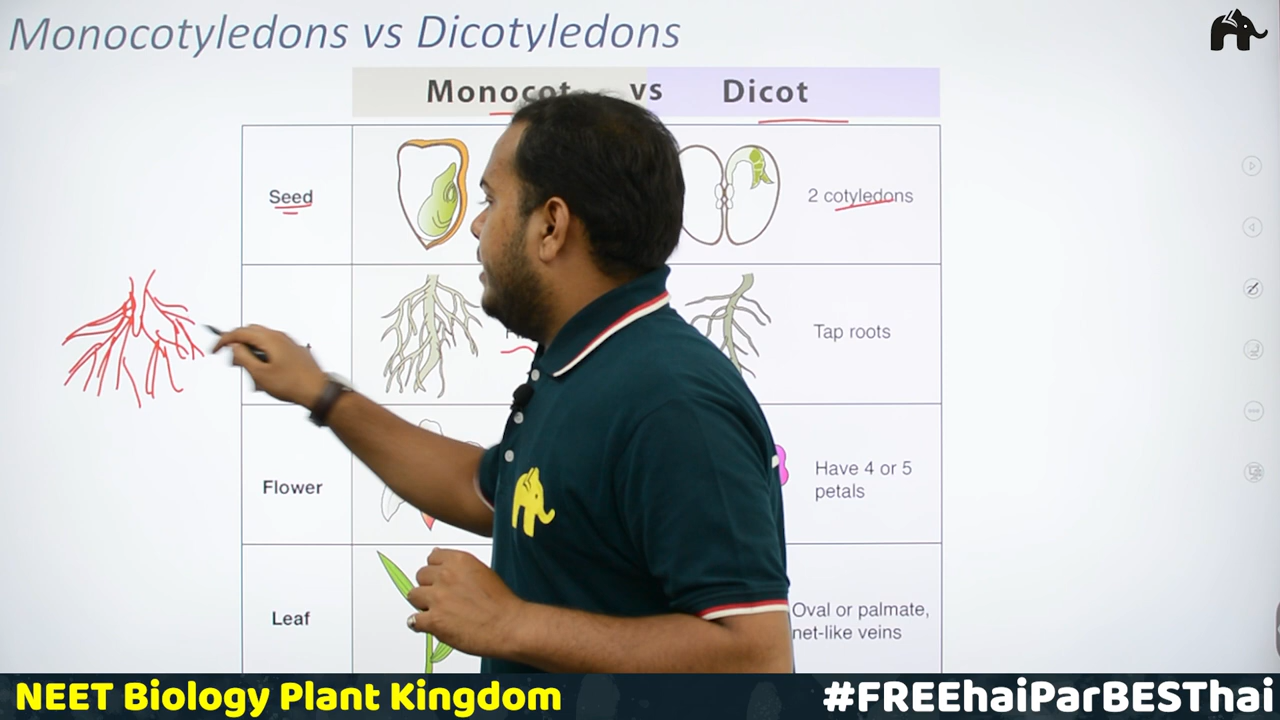 Monocotyledons vs Dicotyledons
Monocot vs Dicot
Seed
2 cotyledons
Tap roots
Flower
Have 4 or 5
petals
Leaf
Oval or palmate,
net-like veins
NEET Biology Plant Kingdom
#FREEhaiParBESThai